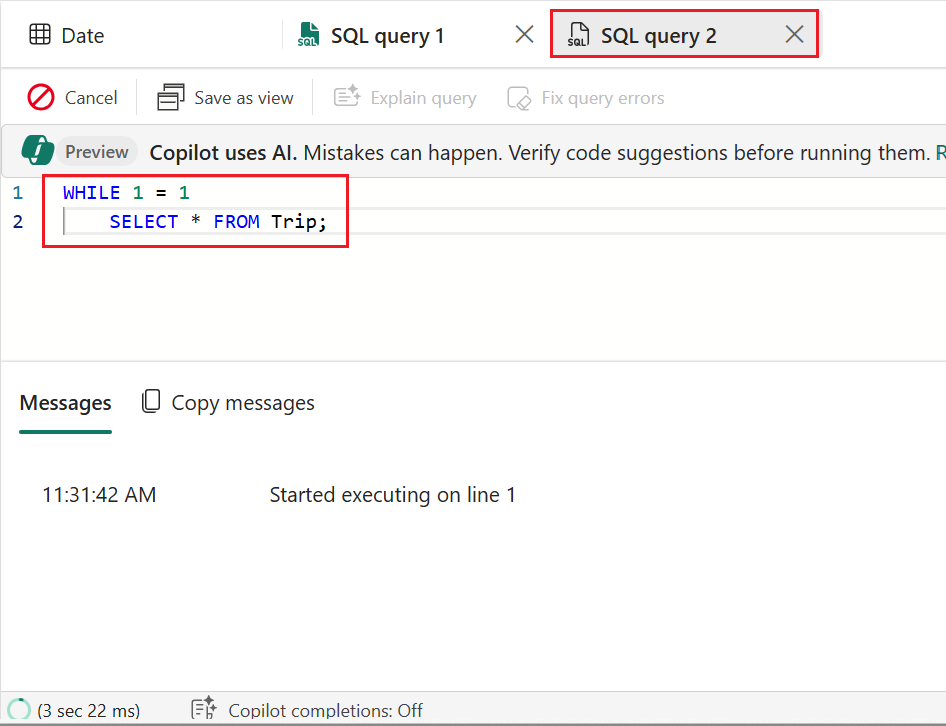 Date SQL query 1 SQL query 2
Cancel Save as view Explain query Fix query errors
Preview Copilot uses AI. Mistakes can happen. Verify code suggestions before running them. R
1 WHILE 1 = 1
2 SELECT * FROM Trip;
Messages Copy messages
11:31:42 AM Started executing on line 1
(3 sec 22 ms) Copilot completions: Off